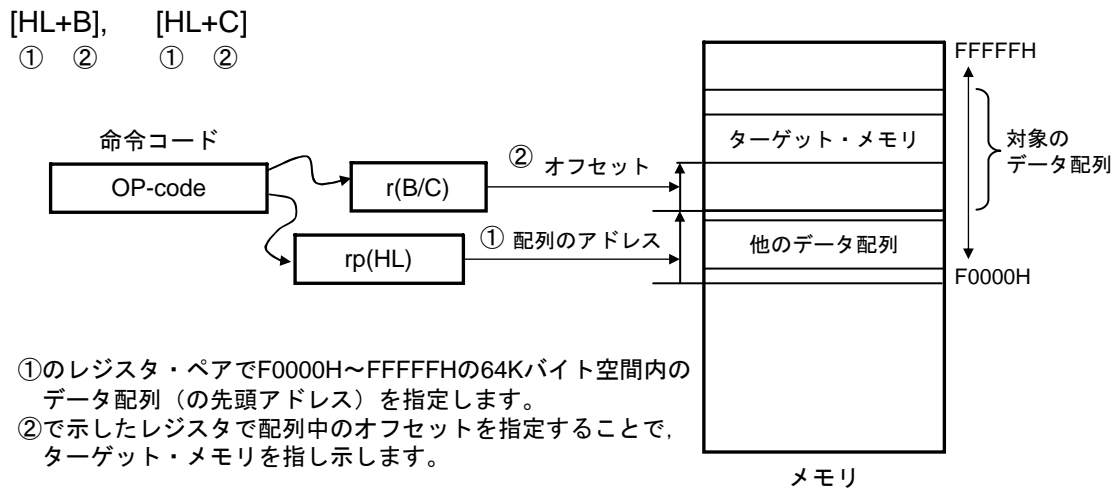 [HL+B], [HL+C]
① ② ① ②
命令コード
OP-code
r(B/C)
rp(HL)
② オフセット
① 配列のアドレス
FFFFFH
ターゲット・メモリ
対象の
データ配列
他のデータ配列
F0000H
メモリ
①のレジスタ・ペアでF0000H～FFFFFHの64Kバイト空間内の
データ配列（の先頭アドレス）を指定します。
②で示したレジスタで配列中のオフセットを指定することで,
ターゲット・メモリを指し示します。